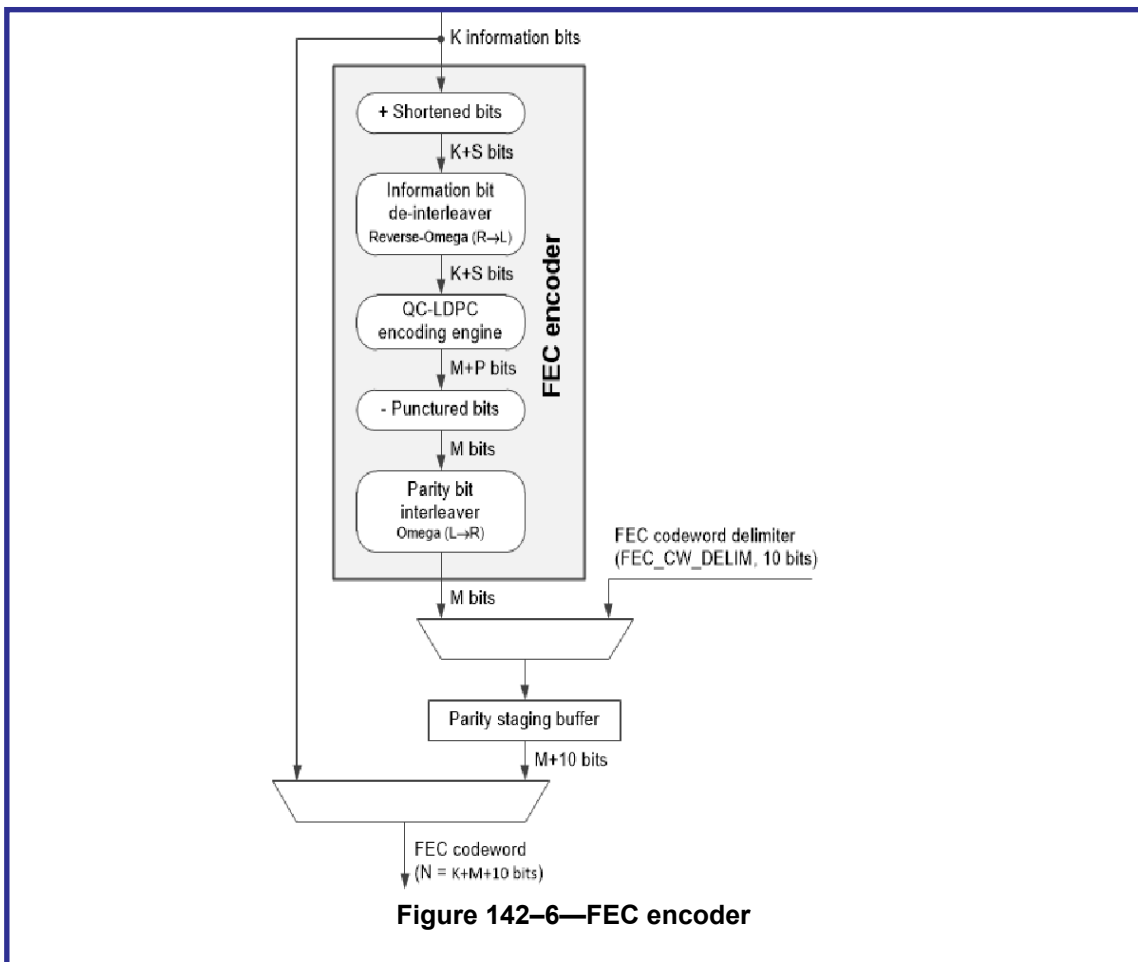 K information bits
+ Shortened bits
K+S bits
Information bit
de-interleaver
Reverse-Omega (R→L)
K+S bits
QC-LDPC
encoding engine
M+P bits
- Punctured bits
M bits
Parity bit
interleaver
Omega (L→R)
FEC encoder
FEC codeword delimiter
(FEC_CW_DELIM, 10 bits)
M bits
Parity staging buffer
M+10 bits
FEC codeword
(N = K+M+10 bits)
Figure 142–6—FEC encoder